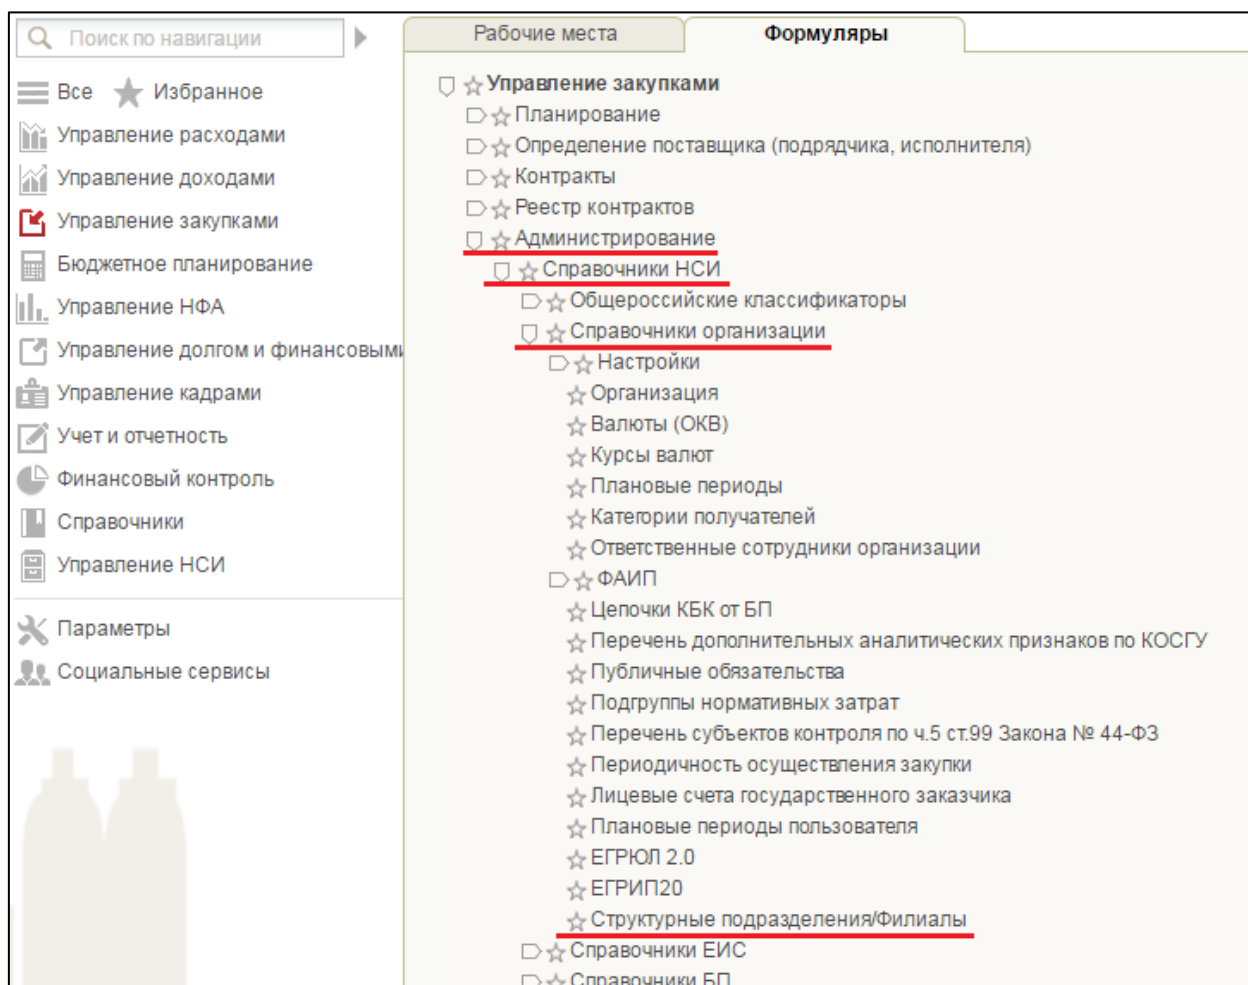 Поиск по навигации
Все Избранное
Управление расходами
Управление доходами
Управление закупками
Бюджетное планирование
Управление НФА
Управление долгом и финансовыми
Управление кадрами
Учет и отчетность
Финансовый контроль
Справочники
Управление НСИ
Параметры
Социальные сервисы
Рабочие места Формуляры
Управление закупками
Планирование
Определение поставщика (подрядчика, исполнителя)
Контракты
Реестр контрактов
Администрирование
Справочники НСИ
Общероссийские классификаторы
Справочники организации
Настройки
Организация
Валюты (ОКВ)
Курсы валют
Плановые периоды
Категории получателей
Ответственные сотрудники организации
ФАИП
Цепочки КБК от БП
Перечень дополнительных аналитических признаков по КОСГУ
Публичные обязательства
Подгруппы нормативных затрат
Перечень субъектов контроля по ч.5 ст.99 Закона № 44-ФЗ
Периодичность осуществления закупки
Лицевые счета государственного заказчика
Плановые периоды пользователя
ЕГРЮЛ 2.0
ЕГРИП20
Структурные подразделения/Филиалы
Справочники ЕИС
Справочники БП